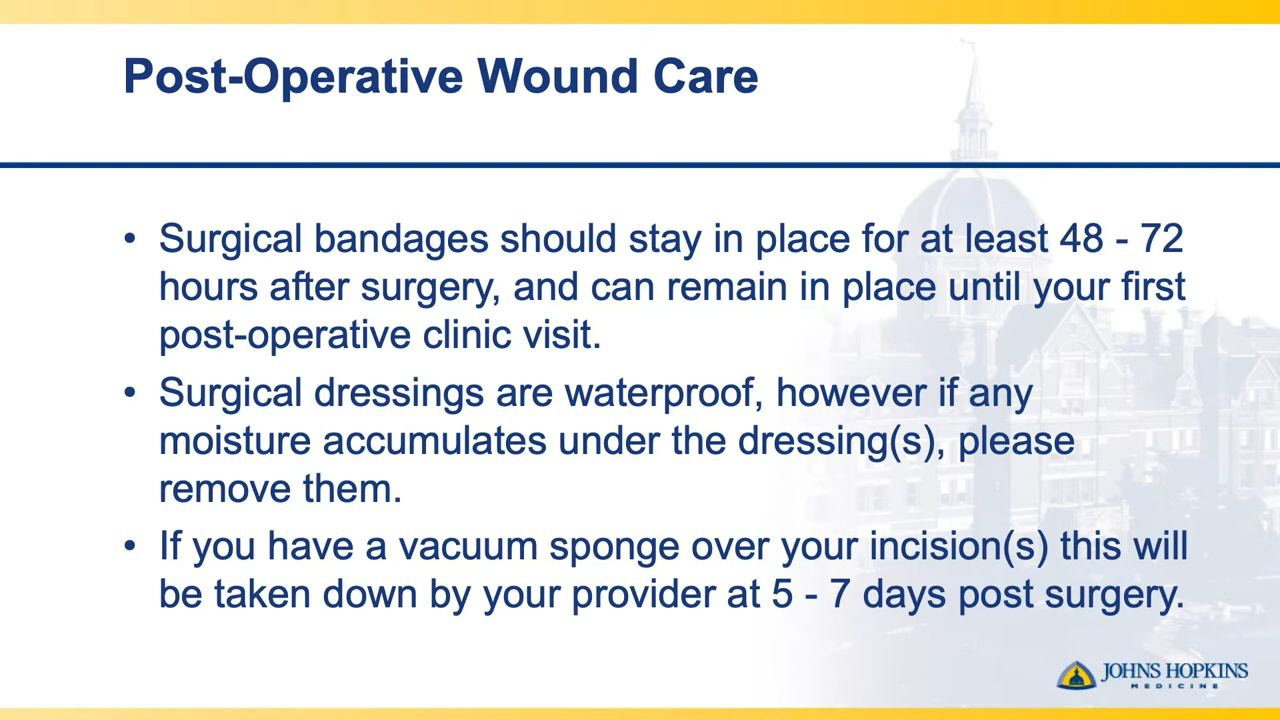 Post-Operative Wound Care
• Surgical bandages should stay in place for at least 48 - 72
hours after surgery, and can remain in place until your first
post-operative clinic visit.
• Surgical dressings are waterproof, however if any
moisture accumulates under the dressing(s), please
remove them.
• If you have a vacuum sponge over your incision(s) this will
be taken down by your provider at 5 - 7 days post surgery.
JOHNS HOPKINS
MEDICINE